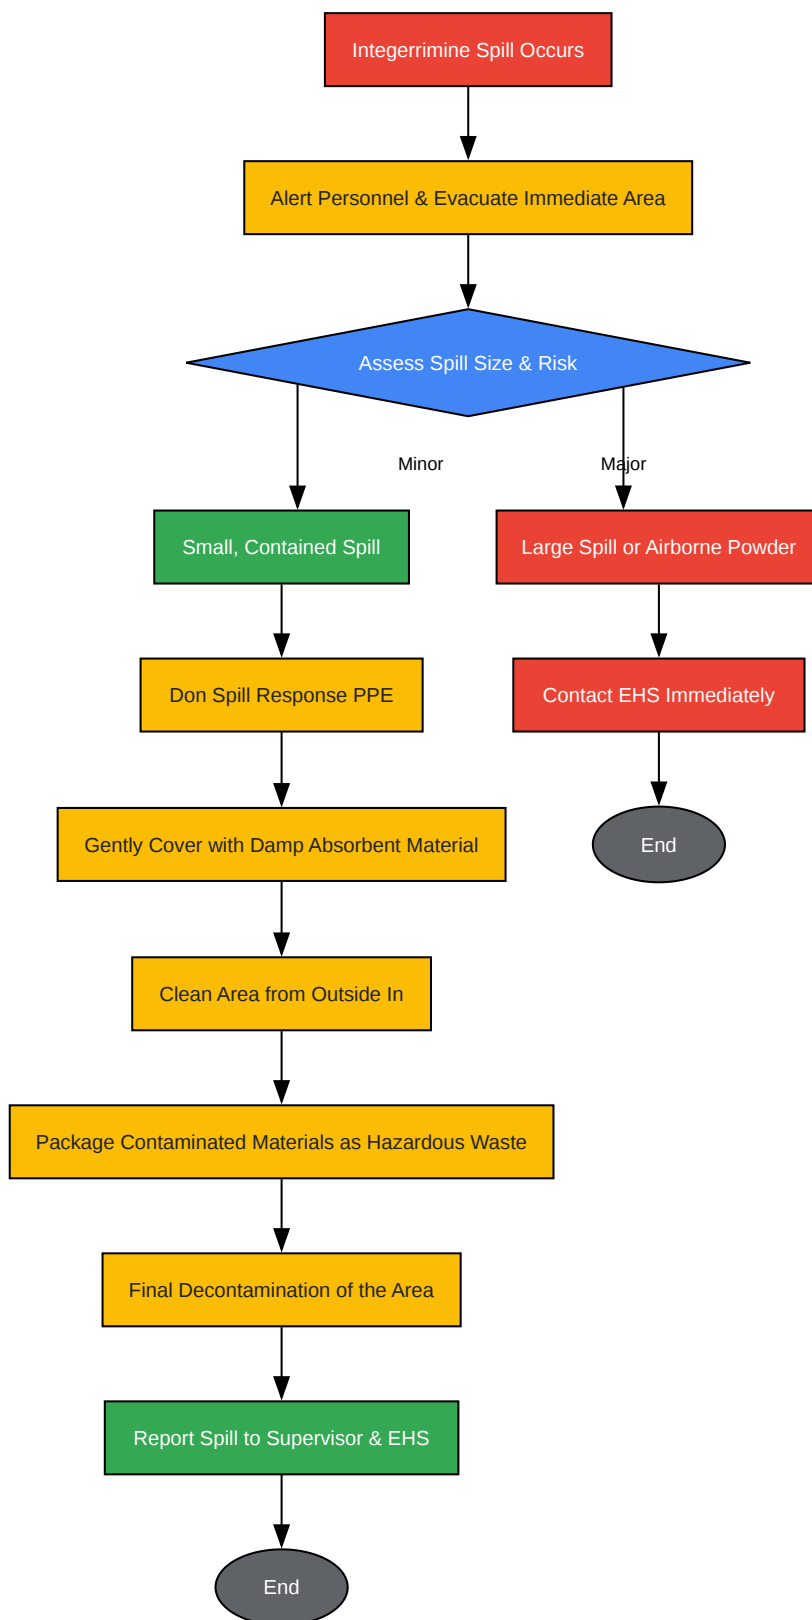 Integerrimine Spill Occurs
Alert Personnel & Evacuate Immediate Area
Assess Spill Size & Risk
Minor
Major
Small, Contained Spill
Large Spill or Airborne Powder
Don Spill Response PPE
Contact EHS Immediately
Gently Cover with Damp Absorbent Material
End
Clean Area from Outside In
Package Contaminated Materials as Hazardous Waste
Final Decontamination of the Area
Report Spill to Supervisor & EHS
End